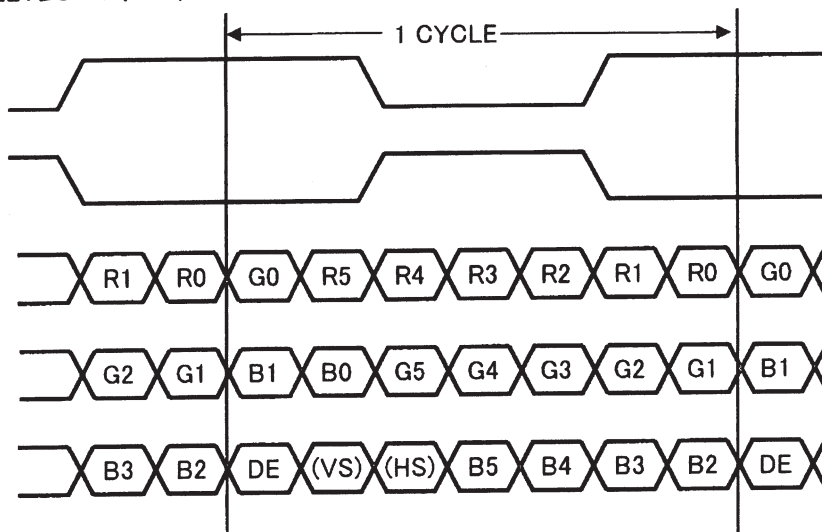 1 CYCLE
R1 R0 G0 R5 R4 R3 R2 R1 R0 G0
G2 G1 B1 B0 G5 G4 G3 G2 G1 B1
B3 B2 DE (VS) (HS) B5 B4 B3 B2 DE